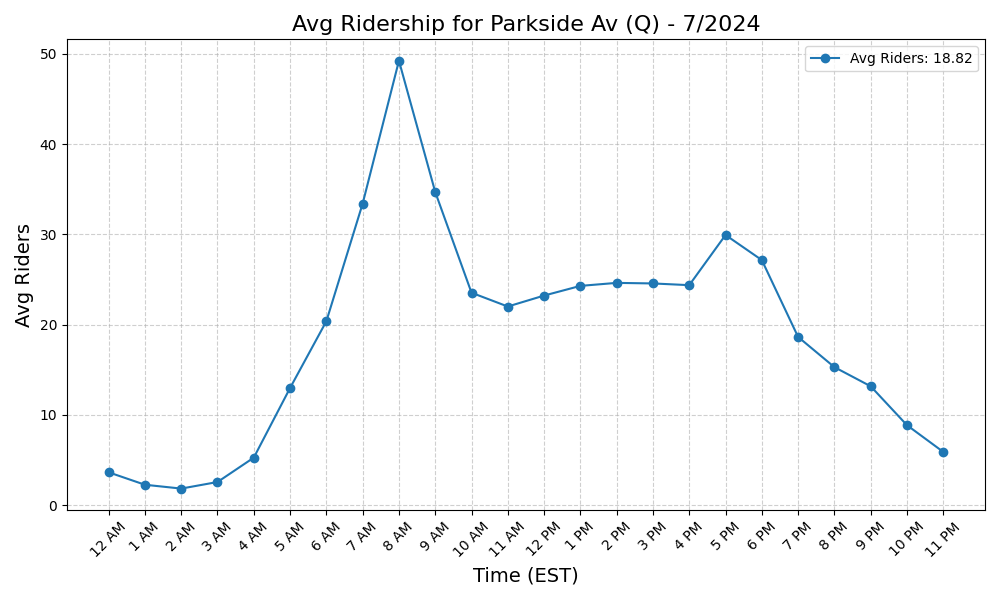 Avg Ridership for Parkside Av (Q) - 7/2024
Avg Riders: 18.82
Avg Riders
50
40
30
20
10
0
12 AM
1 AM
2 AM
3 AM
4 AM
5 AM
6 AM
7 AM
8 AM
9 AM
10 AM
11 AM
12 PM
1 PM
2 PM
3 PM
4 PM
5 PM
6 PM
7 PM
8 PM
9 PM
10 PM
11 PM
Time (EST)